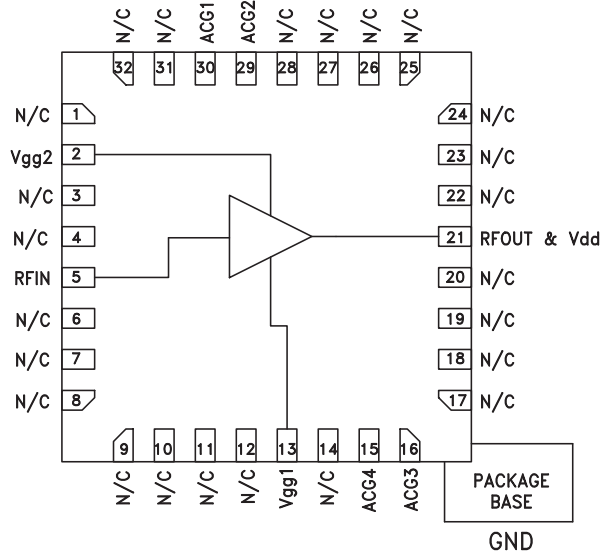 N/C N/C ACG1 ACG2 N/C N/C N/C N/C
32 31 30 29 28 27 26 25
N/C 1 24 N/C
Vgg2 2 23 N/C
N/C 3 22 N/C
N/C 4 21 RFOUT & Vdd
RFIN 5 20 N/C
N/C 6 19 N/C
N/C 7 18 N/C
N/C 8 17 N/C
9 10 11 12 13 14 15 16
N/C N/C N/C N/C Vgg1 N/C ACG4 ACG3
PACKAGE
BASE
GND